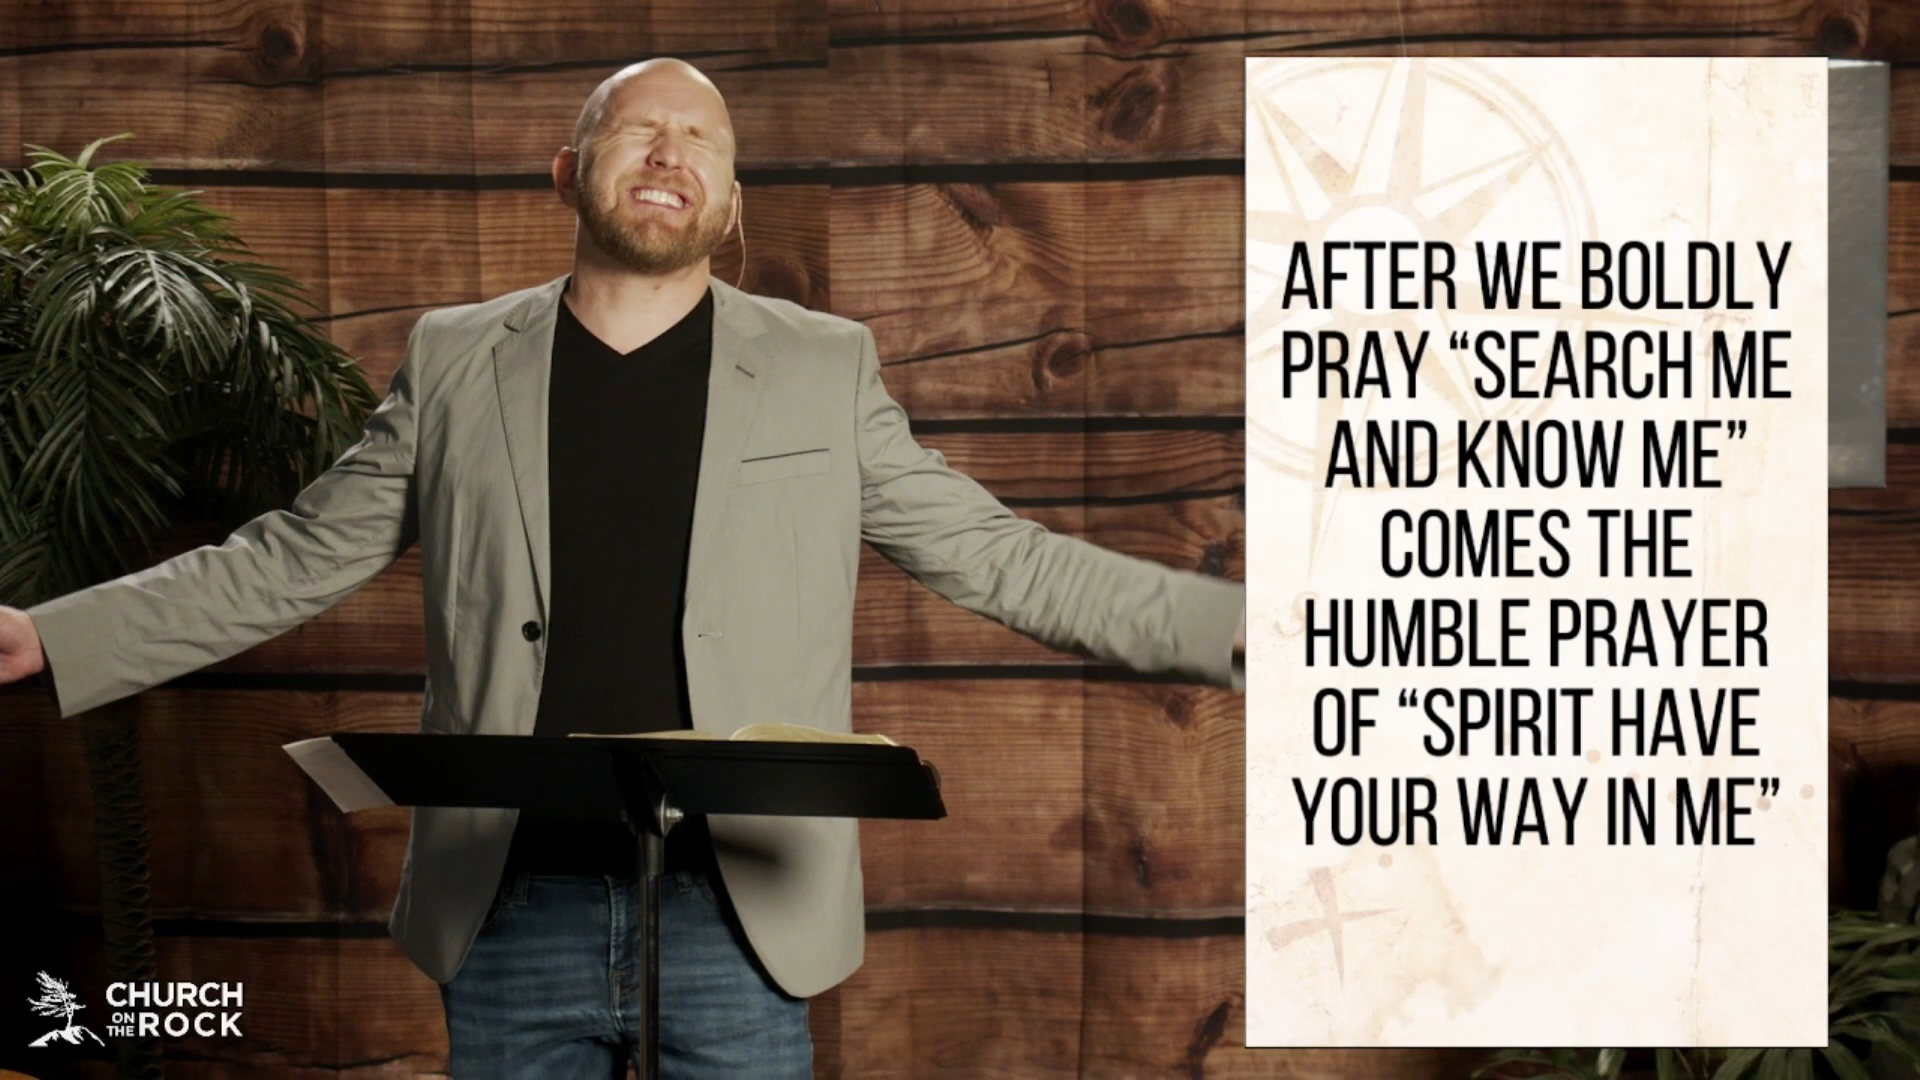 AFTER WE BOLDLY
PRAY “SEARCH ME
AND KNOW ME”
COMES THE
HUMBLE PRAYER
OF “SPIRIT HAVE
YOUR WAY IN ME”
CHURCH
ON
THE ROCK